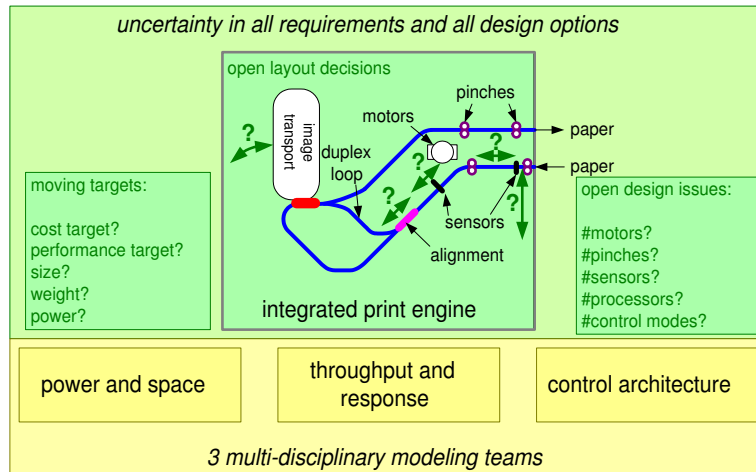 uncertainty in all requirements and all design options
open layout decisions
pinches
motors
paper
?
image
transport
duplex
loop
?
paper
?
?
?
sensors
alignment
integrated print engine
moving targets:
cost target?
performance target?
size?
weight?
power?
open design issues:
#motors?
#pinches?
#sensors?
#processors?
#control modes?
power and space
throughput and
response
control architecture
3 multi-disciplinary modeling teams